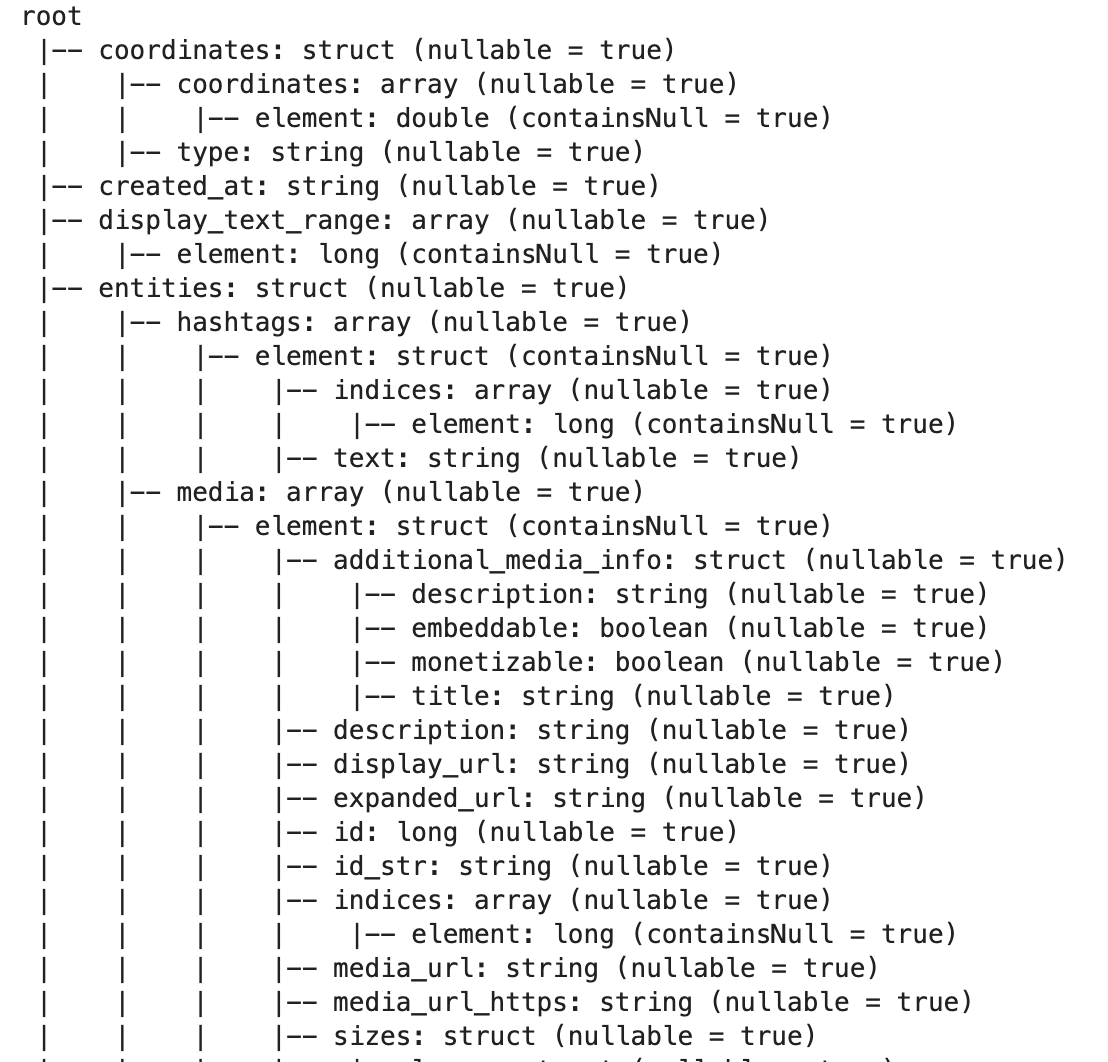 root
 |-- coordinates: struct (nullable = true)
 |    |-- coordinates: array (nullable = true)
 |    |    |-- element: double (containsNull = true)
 |    |-- type: string (nullable = true)
 |-- created_at: string (nullable = true)
 |-- display_text_range: array (nullable = true)
 |    |-- element: long (containsNull = true)
 |-- entities: struct (nullable = true)
 |    |-- hashtags: array (nullable = true)
 |    |    |-- element: struct (containsNull = true)
 |    |    |    |-- indices: array (nullable = true)
 |    |    |    |    |-- element: long (containsNull = true)
 |    |    |    |-- text: string (nullable = true)
 |    |-- media: array (nullable = true)
 |    |    |-- element: struct (containsNull = true)
 |    |    |    |-- additional_media_info: struct (nullable = true)
 |    |    |    |    |-- description: string (nullable = true)
 |    |    |    |    |-- embeddable: boolean (nullable = true)
 |    |    |    |    |-- monetizable: boolean (nullable = true)
 |    |    |    |    |-- title: string (nullable = true)
 |    |    |    |-- description: string (nullable = true)
 |    |    |    |-- display_url: string (nullable = true)
 |    |    |    |-- expanded_url: string (nullable = true)
 |    |    |    |-- id: long (nullable = true)
 |    |    |    |-- id_str: string (nullable = true)
 |    |    |    |-- indices: array (nullable = true)
 |    |    |    |    |-- element: long (containsNull = true)
 |    |    |    |-- media_url: string (nullable = true)
 |    |    |    |-- media_url_https: string (nullable = true)
 |    |    |    |-- sizes: struct (nullable = true)